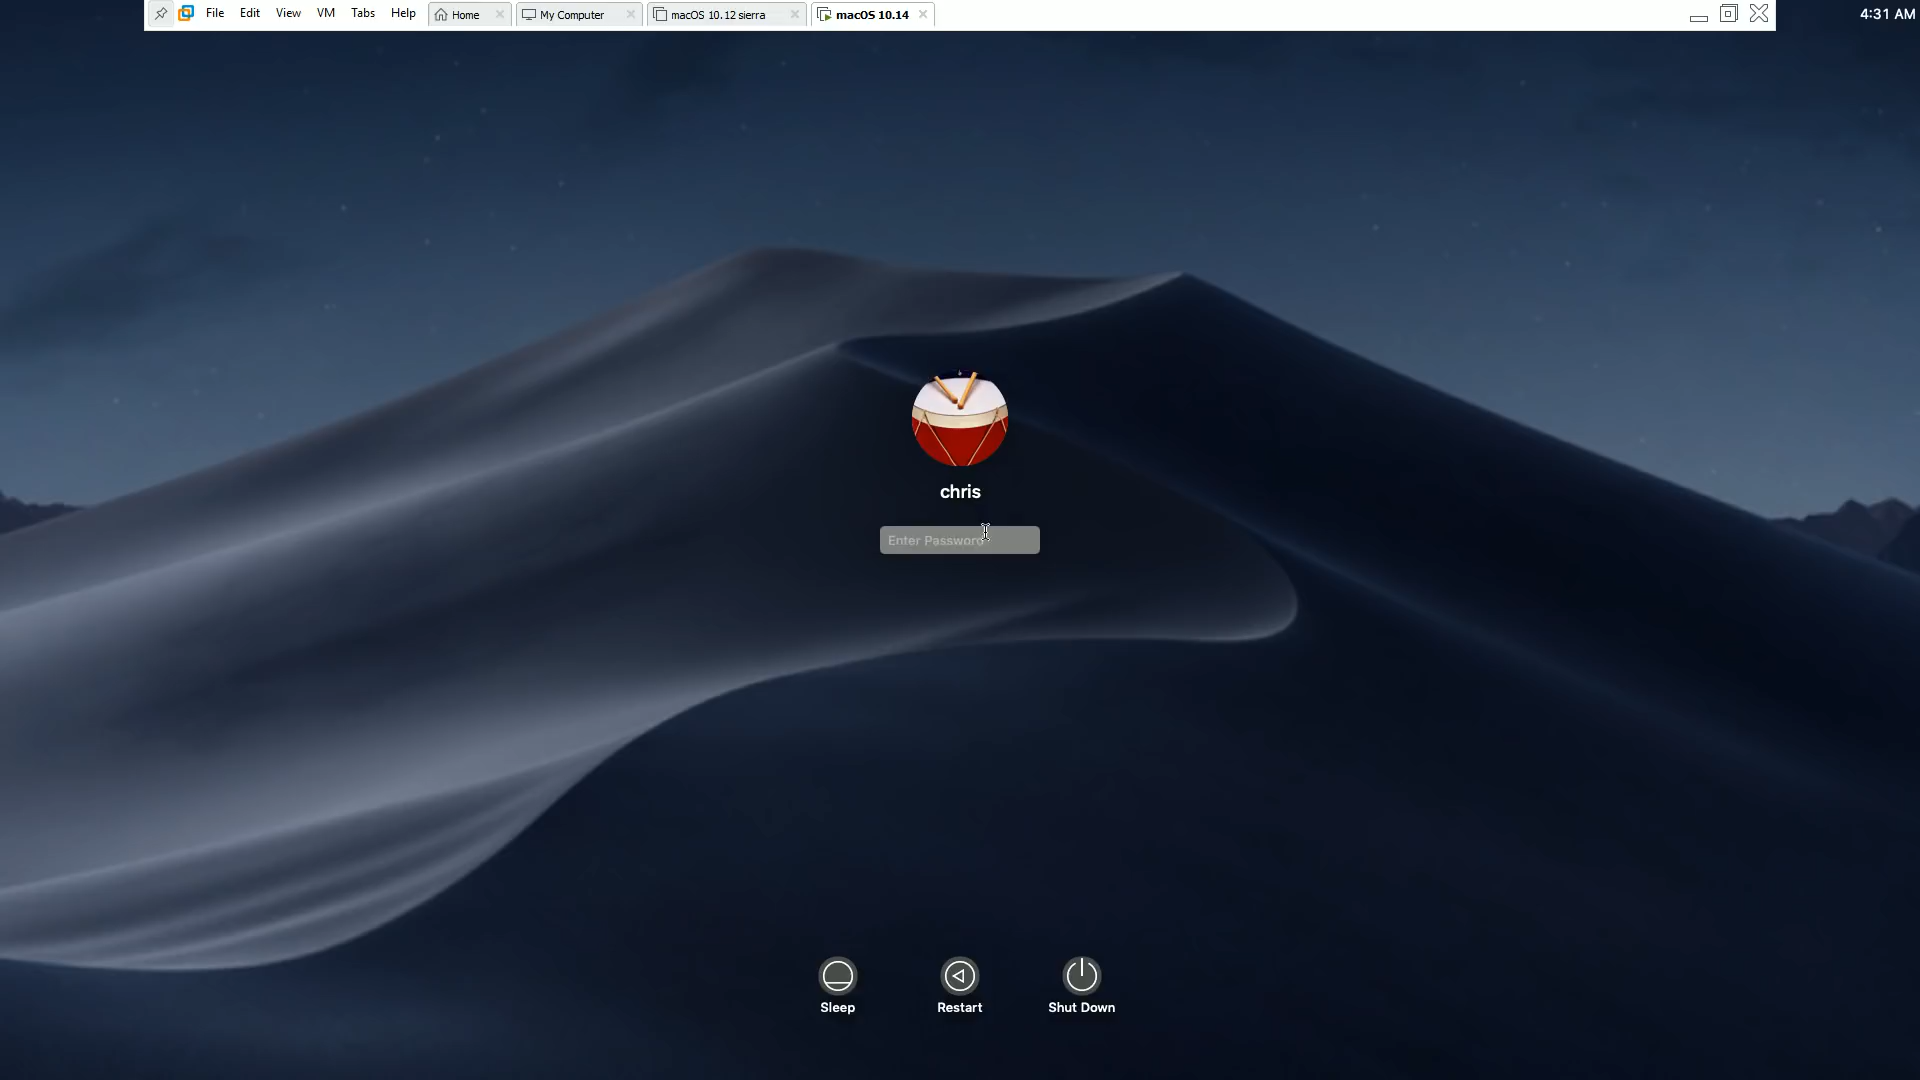 File Edit View VM Tabs Help Home My Computer macOS 10.12 sierra macOS 10.14 4:31 AM
chris
Enter Password
Sleep Restart Shut Down